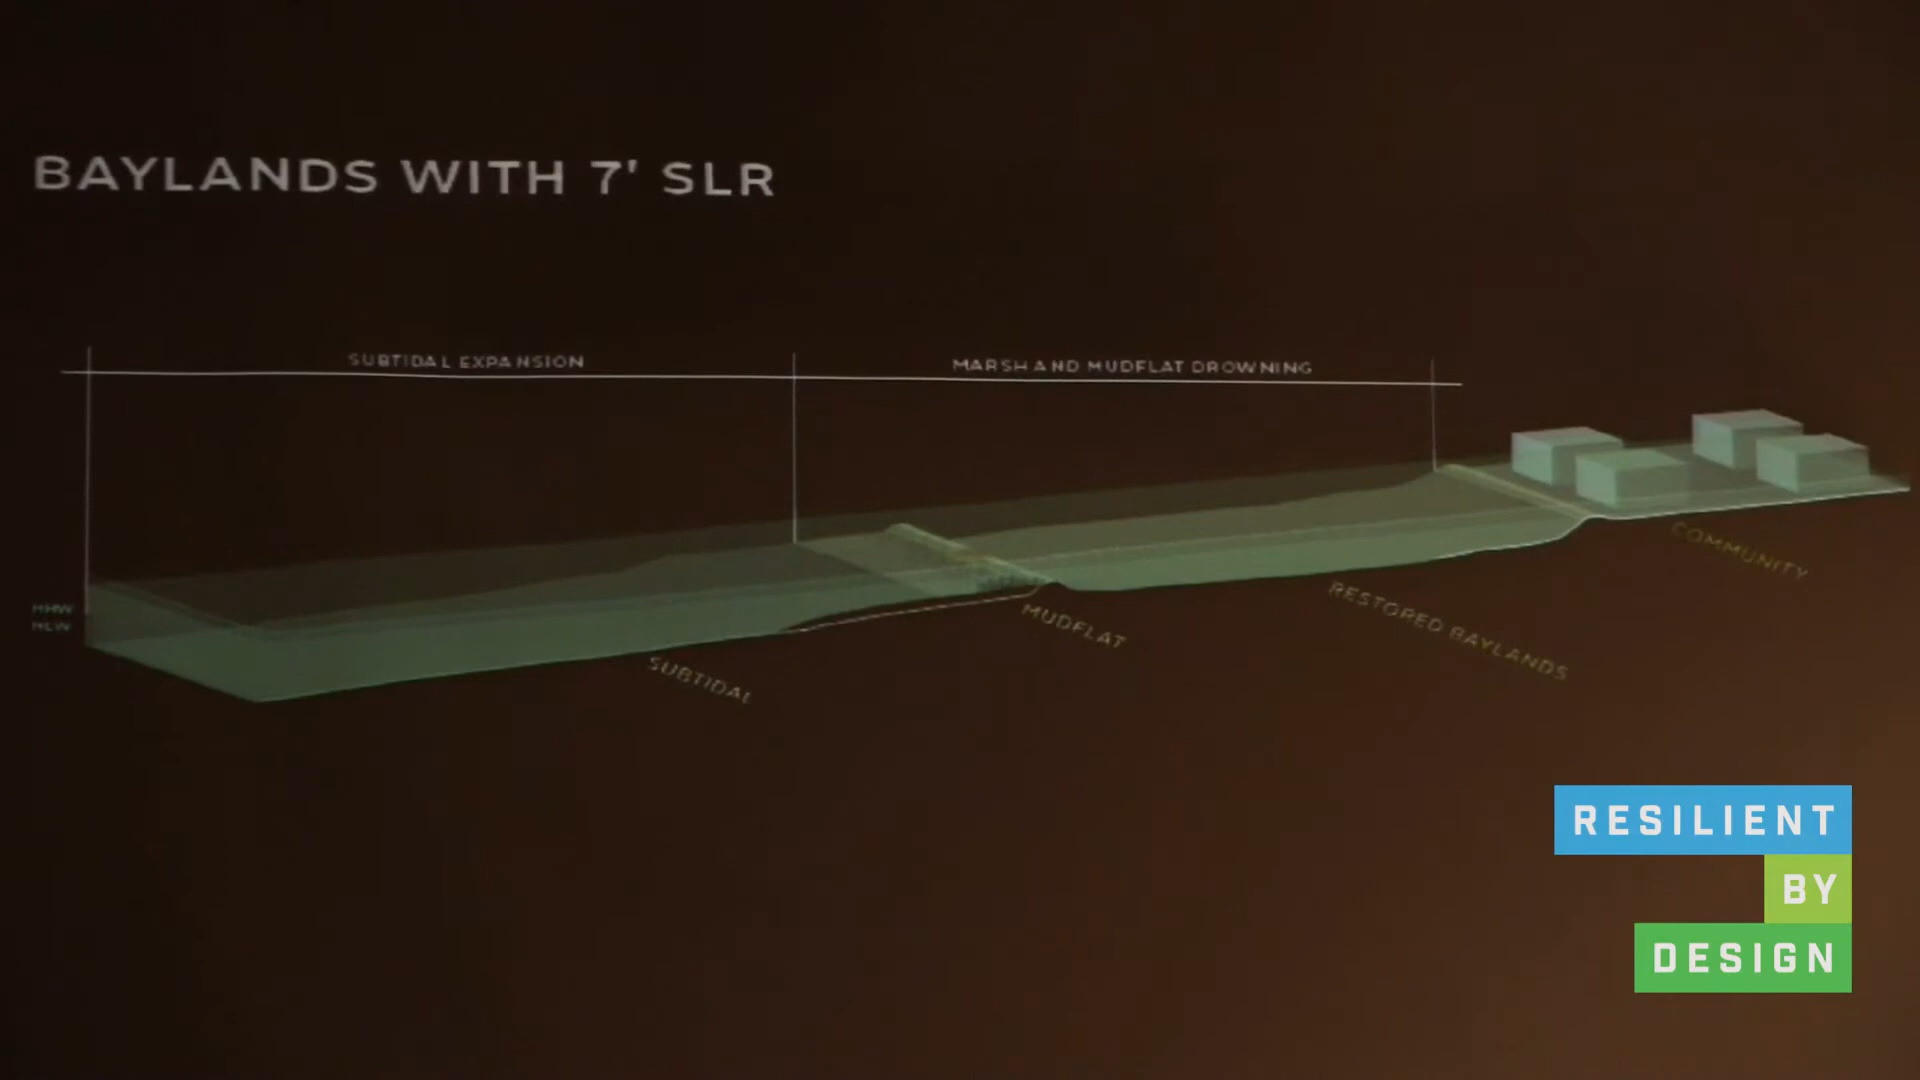 BAYLANDS WITH 7' SLR
SUBTIDAL EXPANSION
MARSH AND MUDFLAT DROWNING
COMMUNITY
MUDFLAT
RESTORED BAYLANDS
SUBTIDAL
RESILIENT
BY
DESIGN